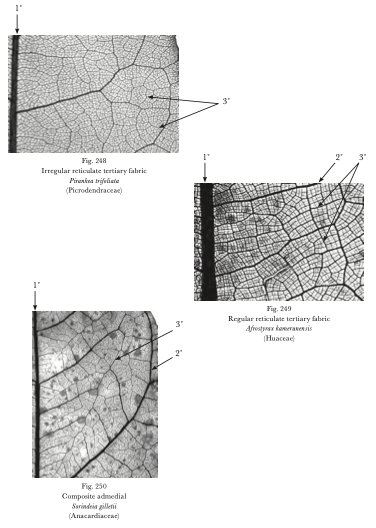 1°
3°
Fig. 248
Irregular reticulate tertiary fabric
Piranhea trifoliata
(Picrodendraceae)
1°
2°
3°
Fig. 249
Regular reticulate tertiary fabric
Afrostyrax kamerunensis
(Huaceae)
1°
3°
2°
Fig. 250
Composite admedial
Sorindeia gilletii
(Anacardiaceae)